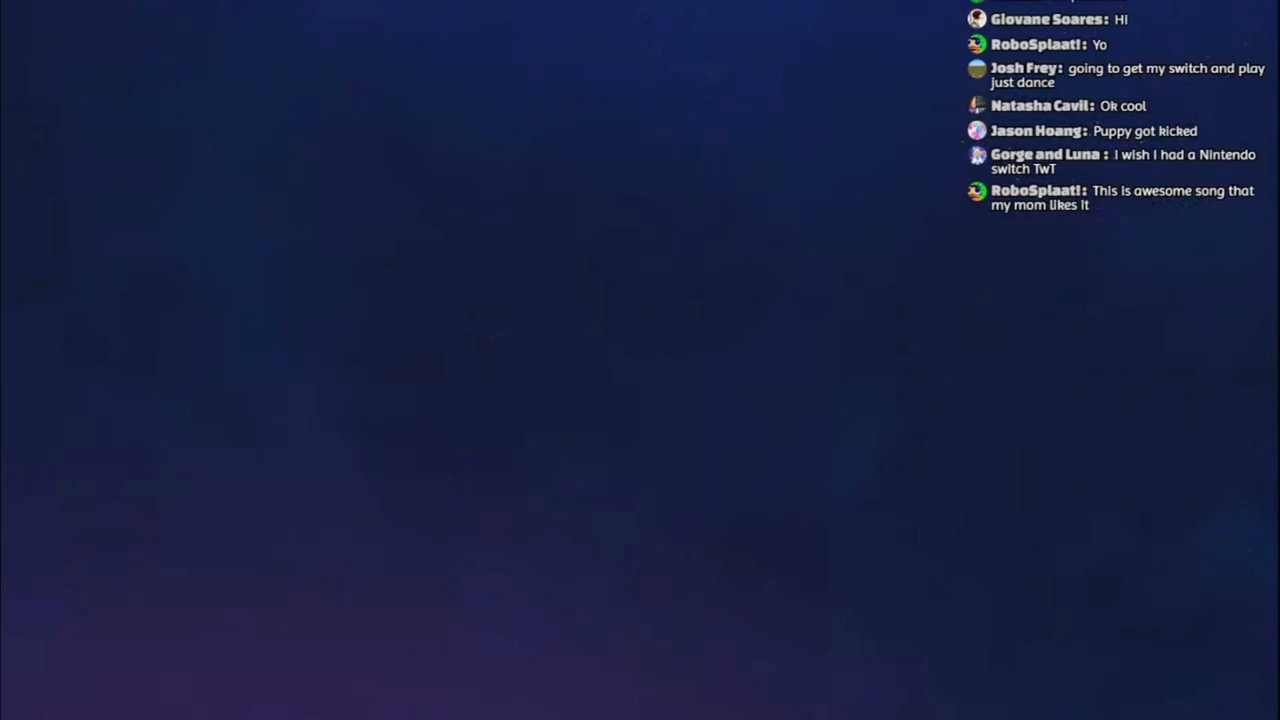 Giovane Soares: HI
RoboSplaat!: Yo
Josh Frey: going to get my switch and play
just dance
Natasha Cavil: Ok cool
Jason Hoang: Puppy got kicked
Gorge and Luna : I wish I had a Nintendo
switch TwT
RoboSplaat!: This is awesome song that
my mom likes it